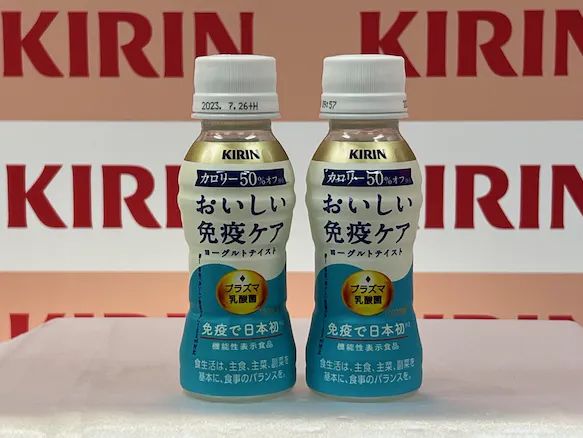 KIRIN KIRIN
KIRIN KIRIN
2023. 7.26+H
KIRIN
カロリー50%オフ
おいしい
免疫ケア
ヨーグルトテイスト
プラズマ
乳酸菌
免疫で日本初
機能性表示食品
食生活は、主食、主菜、副菜を
基本に、食事のバランスを。
KIRIN
カロリー50%オフ
おいしい
免疫ケア
ヨーグルトテイスト
プラズマ
乳酸菌
免疫で日本初
機能性表示食品
食生活は、主食、主菜、副菜を
基本に、食事のバランスを。